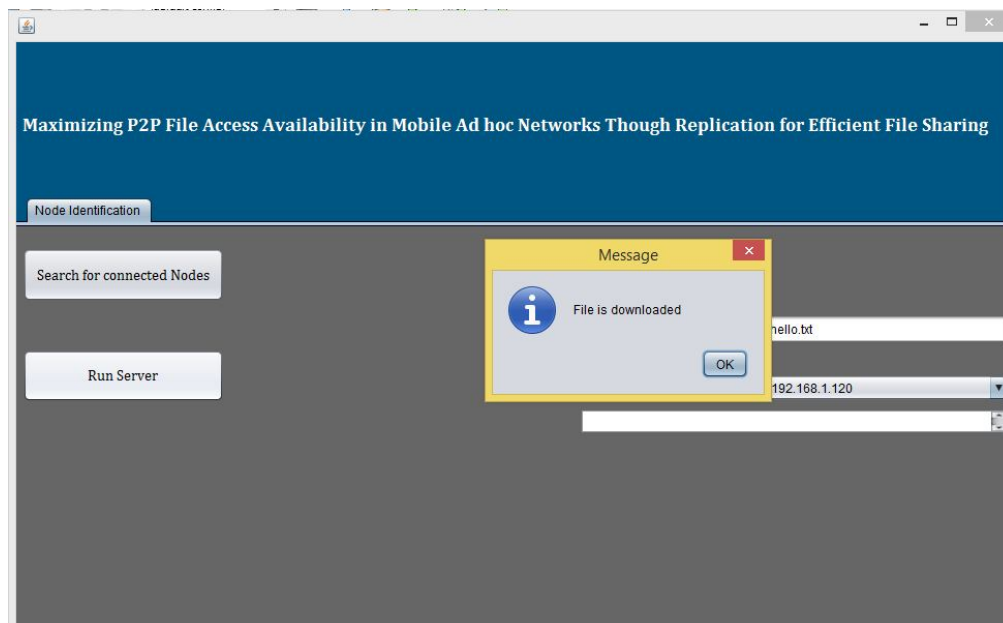 Maximizing P2P File Access Availability in Mobile Ad hoc Networks Though Replication for Efficient File Sharing
Node Identification
Search for connected Nodes
Message
File is downloaded
hello.txt
OK
Run Server
192.168.1.120